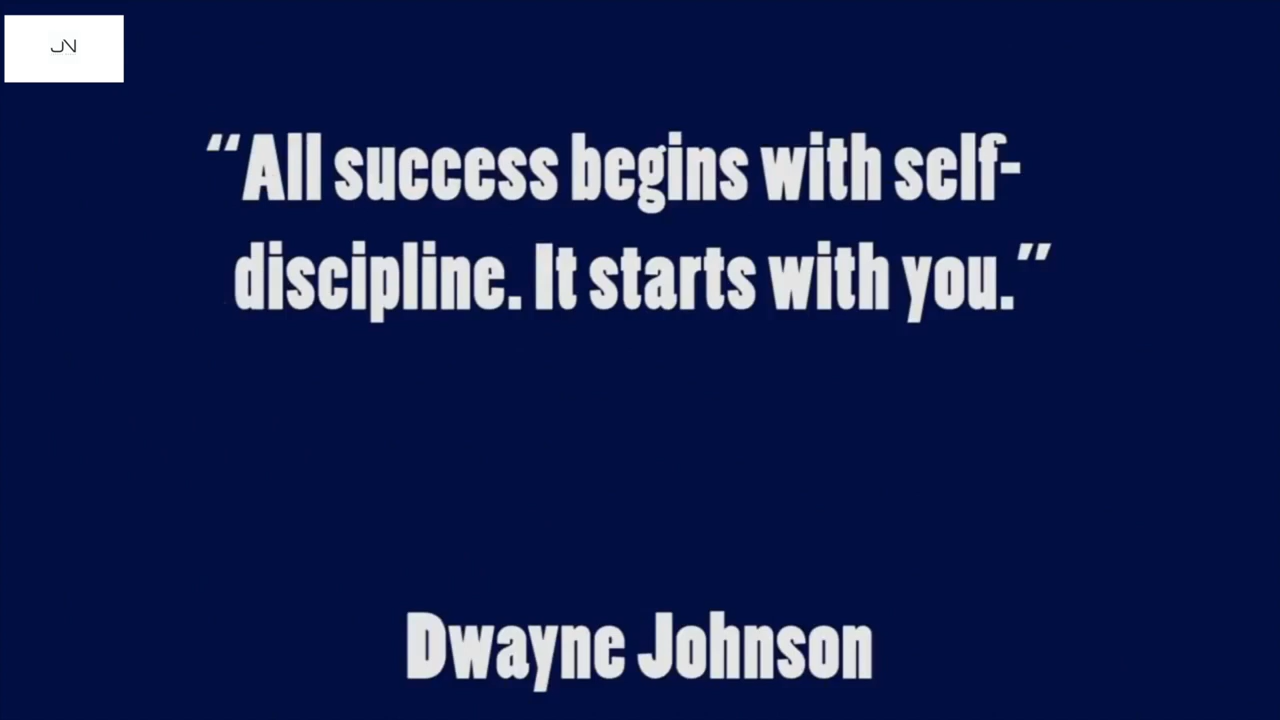 JN
“All success begins with self-
discipline. It starts with you.”
Dwayne Johnson